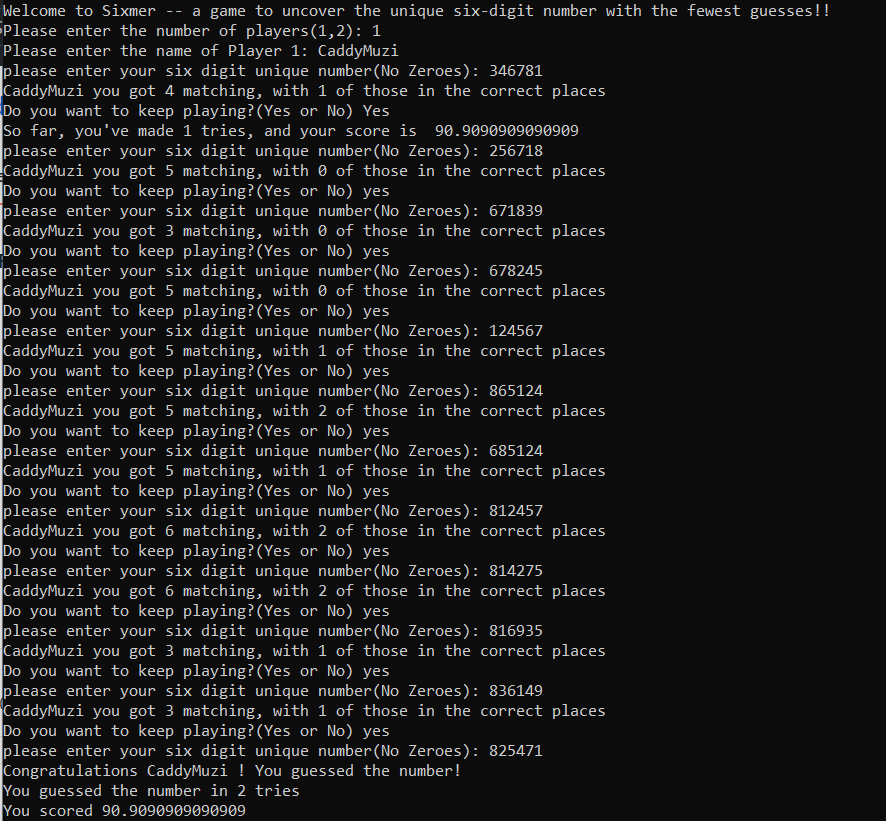 Welcome to Sixmer -- a game to uncover the unique six-digit number with the fewest guesses!!
Please enter the number of players(1,2): 1
Please enter the name of Player 1: CaddyMuzi
please enter your six digit unique number(No Zeroes): 346781
CaddyMuzi you got 4 matching, with 1 of those in the correct places
Do you want to keep playing?(Yes or No) Yes
So far, you've made 1 tries, and your score is  90.9090909090909
please enter your six digit unique number(No Zeroes): 256718
CaddyMuzi you got 5 matching, with 0 of those in the correct places
Do you want to keep playing?(Yes or No) yes
please enter your six digit unique number(No Zeroes): 671839
CaddyMuzi you got 3 matching, with 0 of those in the correct places
Do you want to keep playing?(Yes or No) yes
please enter your six digit unique number(No Zeroes): 678245
CaddyMuzi you got 5 matching, with 0 of those in the correct places
Do you want to keep playing?(Yes or No) yes
please enter your six digit unique number(No Zeroes): 124567
CaddyMuzi you got 5 matching, with 1 of those in the correct places
Do you want to keep playing?(Yes or No) yes
please enter your six digit unique number(No Zeroes): 865124
CaddyMuzi you got 5 matching, with 2 of those in the correct places
Do you want to keep playing?(Yes or No) yes
please enter your six digit unique number(No Zeroes): 685124
CaddyMuzi you got 5 matching, with 1 of those in the correct places
Do you want to keep playing?(Yes or No) yes
please enter your six digit unique number(No Zeroes): 812457
CaddyMuzi you got 6 matching, with 2 of those in the correct places
Do you want to keep playing?(Yes or No) yes
please enter your six digit unique number(No Zeroes): 814275
CaddyMuzi you got 6 matching, with 2 of those in the correct places
Do you want to keep playing?(Yes or No) yes
please enter your six digit unique number(No Zeroes): 816935
CaddyMuzi you got 3 matching, with 1 of those in the correct places
Do you want to keep playing?(Yes or No) yes
please enter your six digit unique number(No Zeroes): 836149
CaddyMuzi you got 3 matching, with 1 of those in the correct places
Do you want to keep playing?(Yes or No) yes
please enter your six digit unique number(No Zeroes): 825471
Congratulations CaddyMuzi ! You guessed the number!
You guessed the number in 2 tries
You scored 90.9090909090909